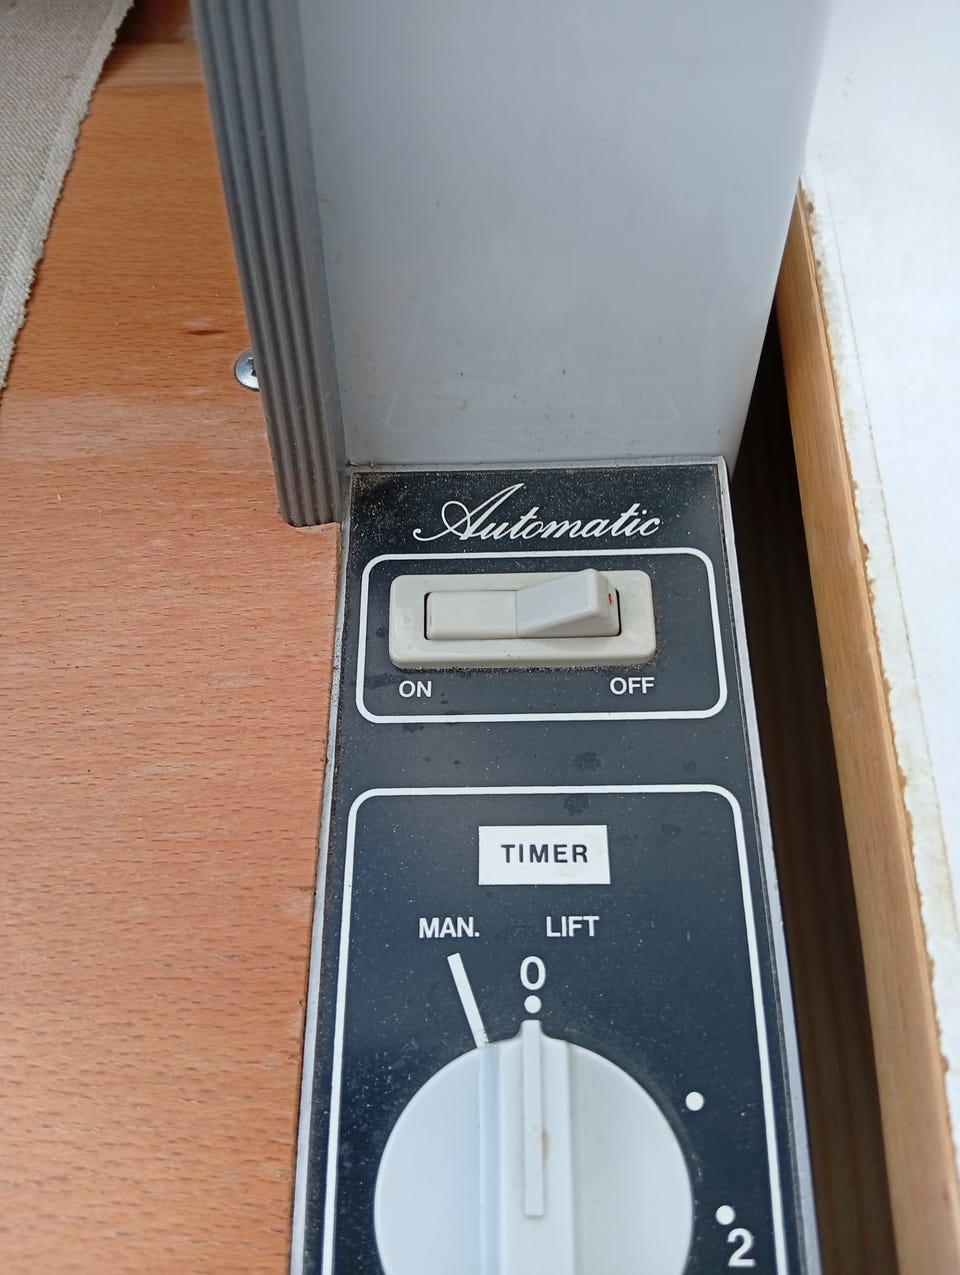 Automatic
ON OFF
TIMER
MAN. LIFT
0
2